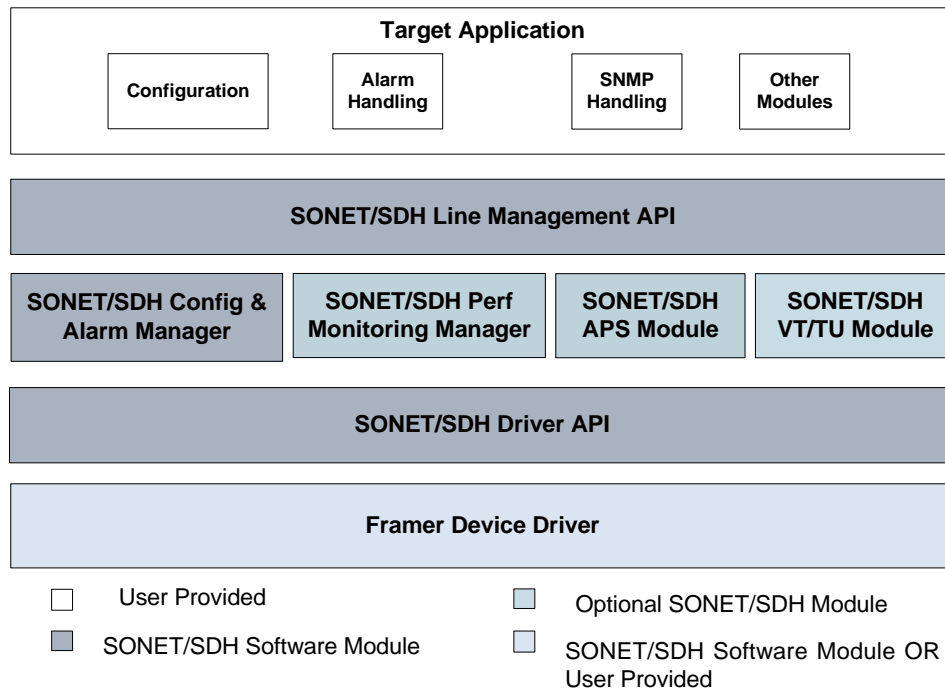 Target Application
Configuration
Alarm
Handling
SNMP
Handling
Other
Modules
SONET/SDH Line Management API
SONET/SDH Config &
Alarm Manager
SONET/SDH Perf
Monitoring Manager
SONET/SDH
APS Module
SONET/SDH
VT/TU Module
SONET/SDH Driver API
Framer Device Driver
User Provided
Optional SONET/SDH Module
SONET/SDH Software Module
SONET/SDH Software Module OR
User Provided